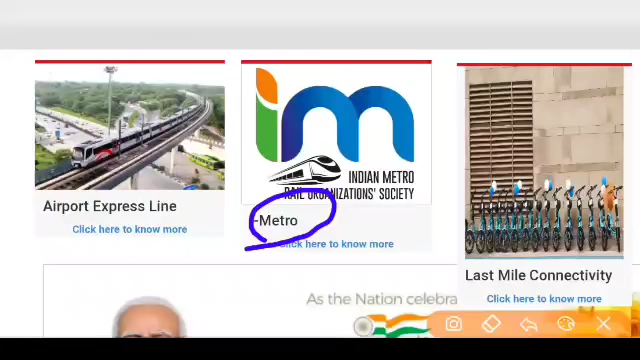 im
INDIAN METRO
RAIL ORGANIZATIONS' SOCIETY
Airport Express Line
Click here to know more
-Metro
Click here to know more
Last Mile Connectivity
Click here to know more
As the Nation celebra